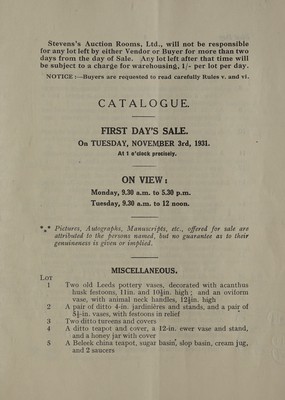 Stevens's Auction Rooms, Ltd., will not be responsible
for any lot left by either Vendor or Buyer for more than two
days from the day of Sale. Any lot left after that time will
be subject to a charge for warehousing, 1/- per lot per day.
NOTICE :—Buyers are requested to read carefully Rules v. and vi.
CATALOGUE.
FIRST DAY'S SALE.
On TUESDAY, NOVEMBER 3rd, 1931.
At 1 o'clock precisely.
ON VIEW :
Monday, 9.30 a.m. to 5.30 p.m.
Tuesday, 9.30 a.m. to 12 noon.
*** Pictures, Autographs, Manuscripts, etc., offered for sale are
attributed to the persons named, but no guarantee as to their
genuineness is given or implied.
MISCELLANEOUS.
Lot
1 Two old Leeds pottery vases, decorated with acanthus
husk festoons, 11in. and 10½in. high ; and an oviform
vase, with animal neck handles, 12½in. high
2 A pair of ditto 4-in. jardinières and stands, and a pair of
5½-in. vases, with festoons in relief
3 Two ditto tureens and covers
4 A ditto teapot and cover, a 12-in. ewer vase and stand,
and a honey jar with cover
5 A Beleek china teapot, sugar basin, slop basin, cream jug,
and 2 saucers